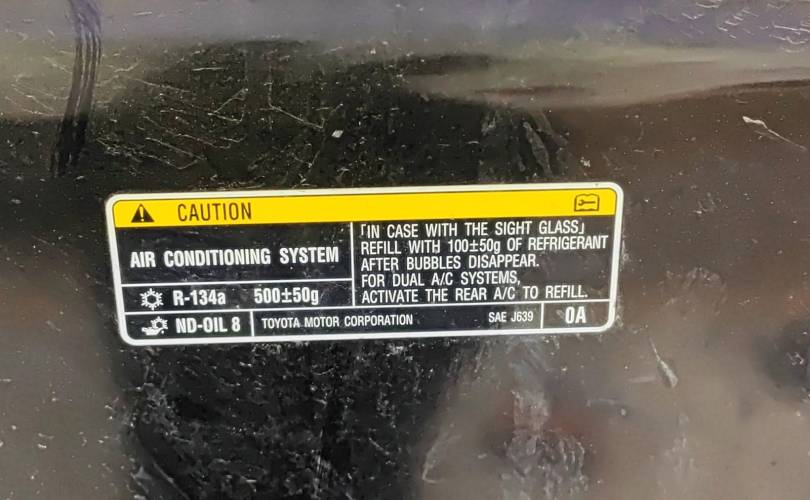 CAUTION
AIR CONDITIONING SYSTEM
R-134a 500±50g
「IN CASE WITH THE SIGHT GLASS」
REFILL WITH 100±50g OF REFRIGERANT
AFTER BUBBLES DISAPPEAR.
FOR DUAL A/C SYSTEMS,
ACTIVATE THE REAR A/C TO REFILL.
ND-OIL 8
TOYOTA MOTOR CORPORATION
SAE J639
0A